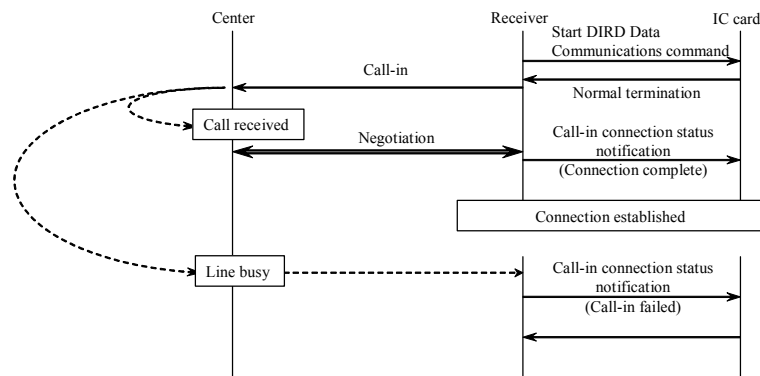 Center
Receiver
IC card
Start DIRD Data
Communications command
Call-in
Normal termination
Call received
Negotiation
Call-in connection status
notification
(Connection complete)
Connection established
Line busy
Call-in connection status
notification
(Call-in failed)